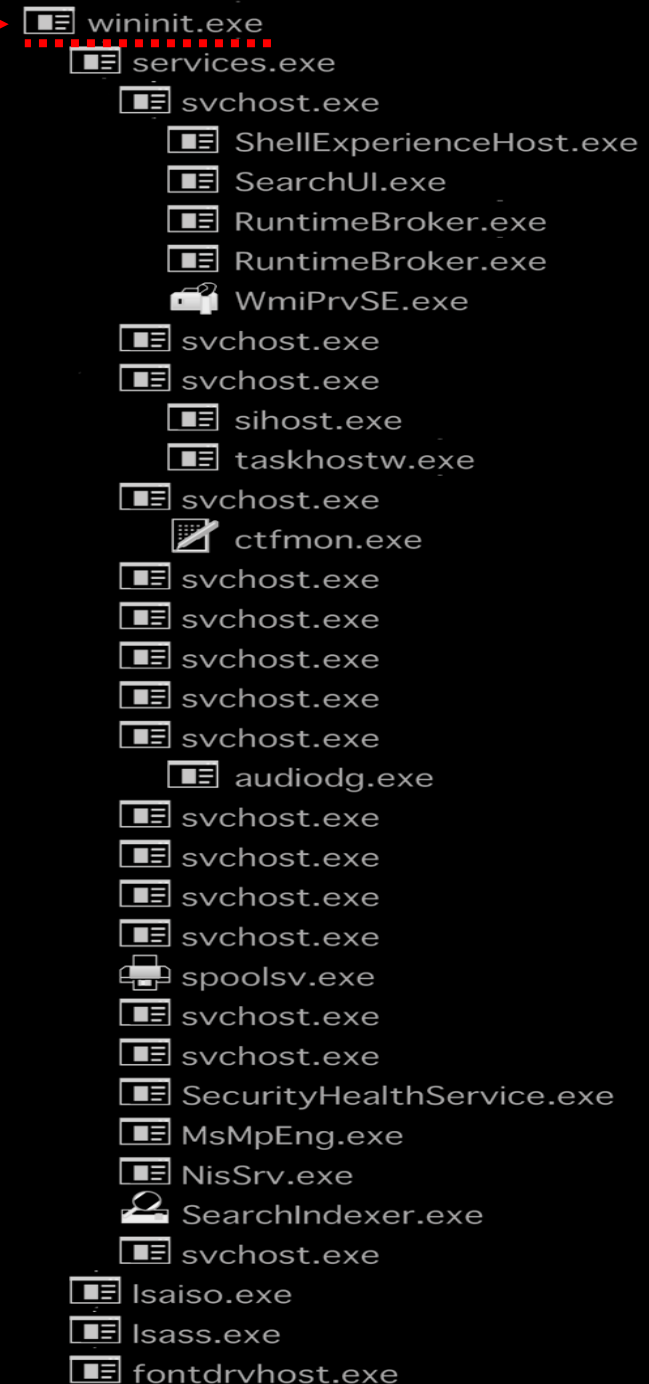 wininit.exe
services.exe
svchost.exe
ShellExperienceHost.exe
SearchUI.exe
RuntimeBroker.exe
RuntimeBroker.exe
WmiPrvSE.exe
svchost.exe
svchost.exe
sihost.exe
taskhostw.exe
svchost.exe
ctfmon.exe
svchost.exe
svchost.exe
svchost.exe
svchost.exe
svchost.exe
audiodg.exe
svchost.exe
svchost.exe
svchost.exe
svchost.exe
spoolsv.exe
svchost.exe
svchost.exe
SecurityHealthService.exe
MsMpEng.exe
NisSrv.exe
SearchIndexer.exe
svchost.exe
lsaiso.exe
lsass.exe
fontdrvhost.exe